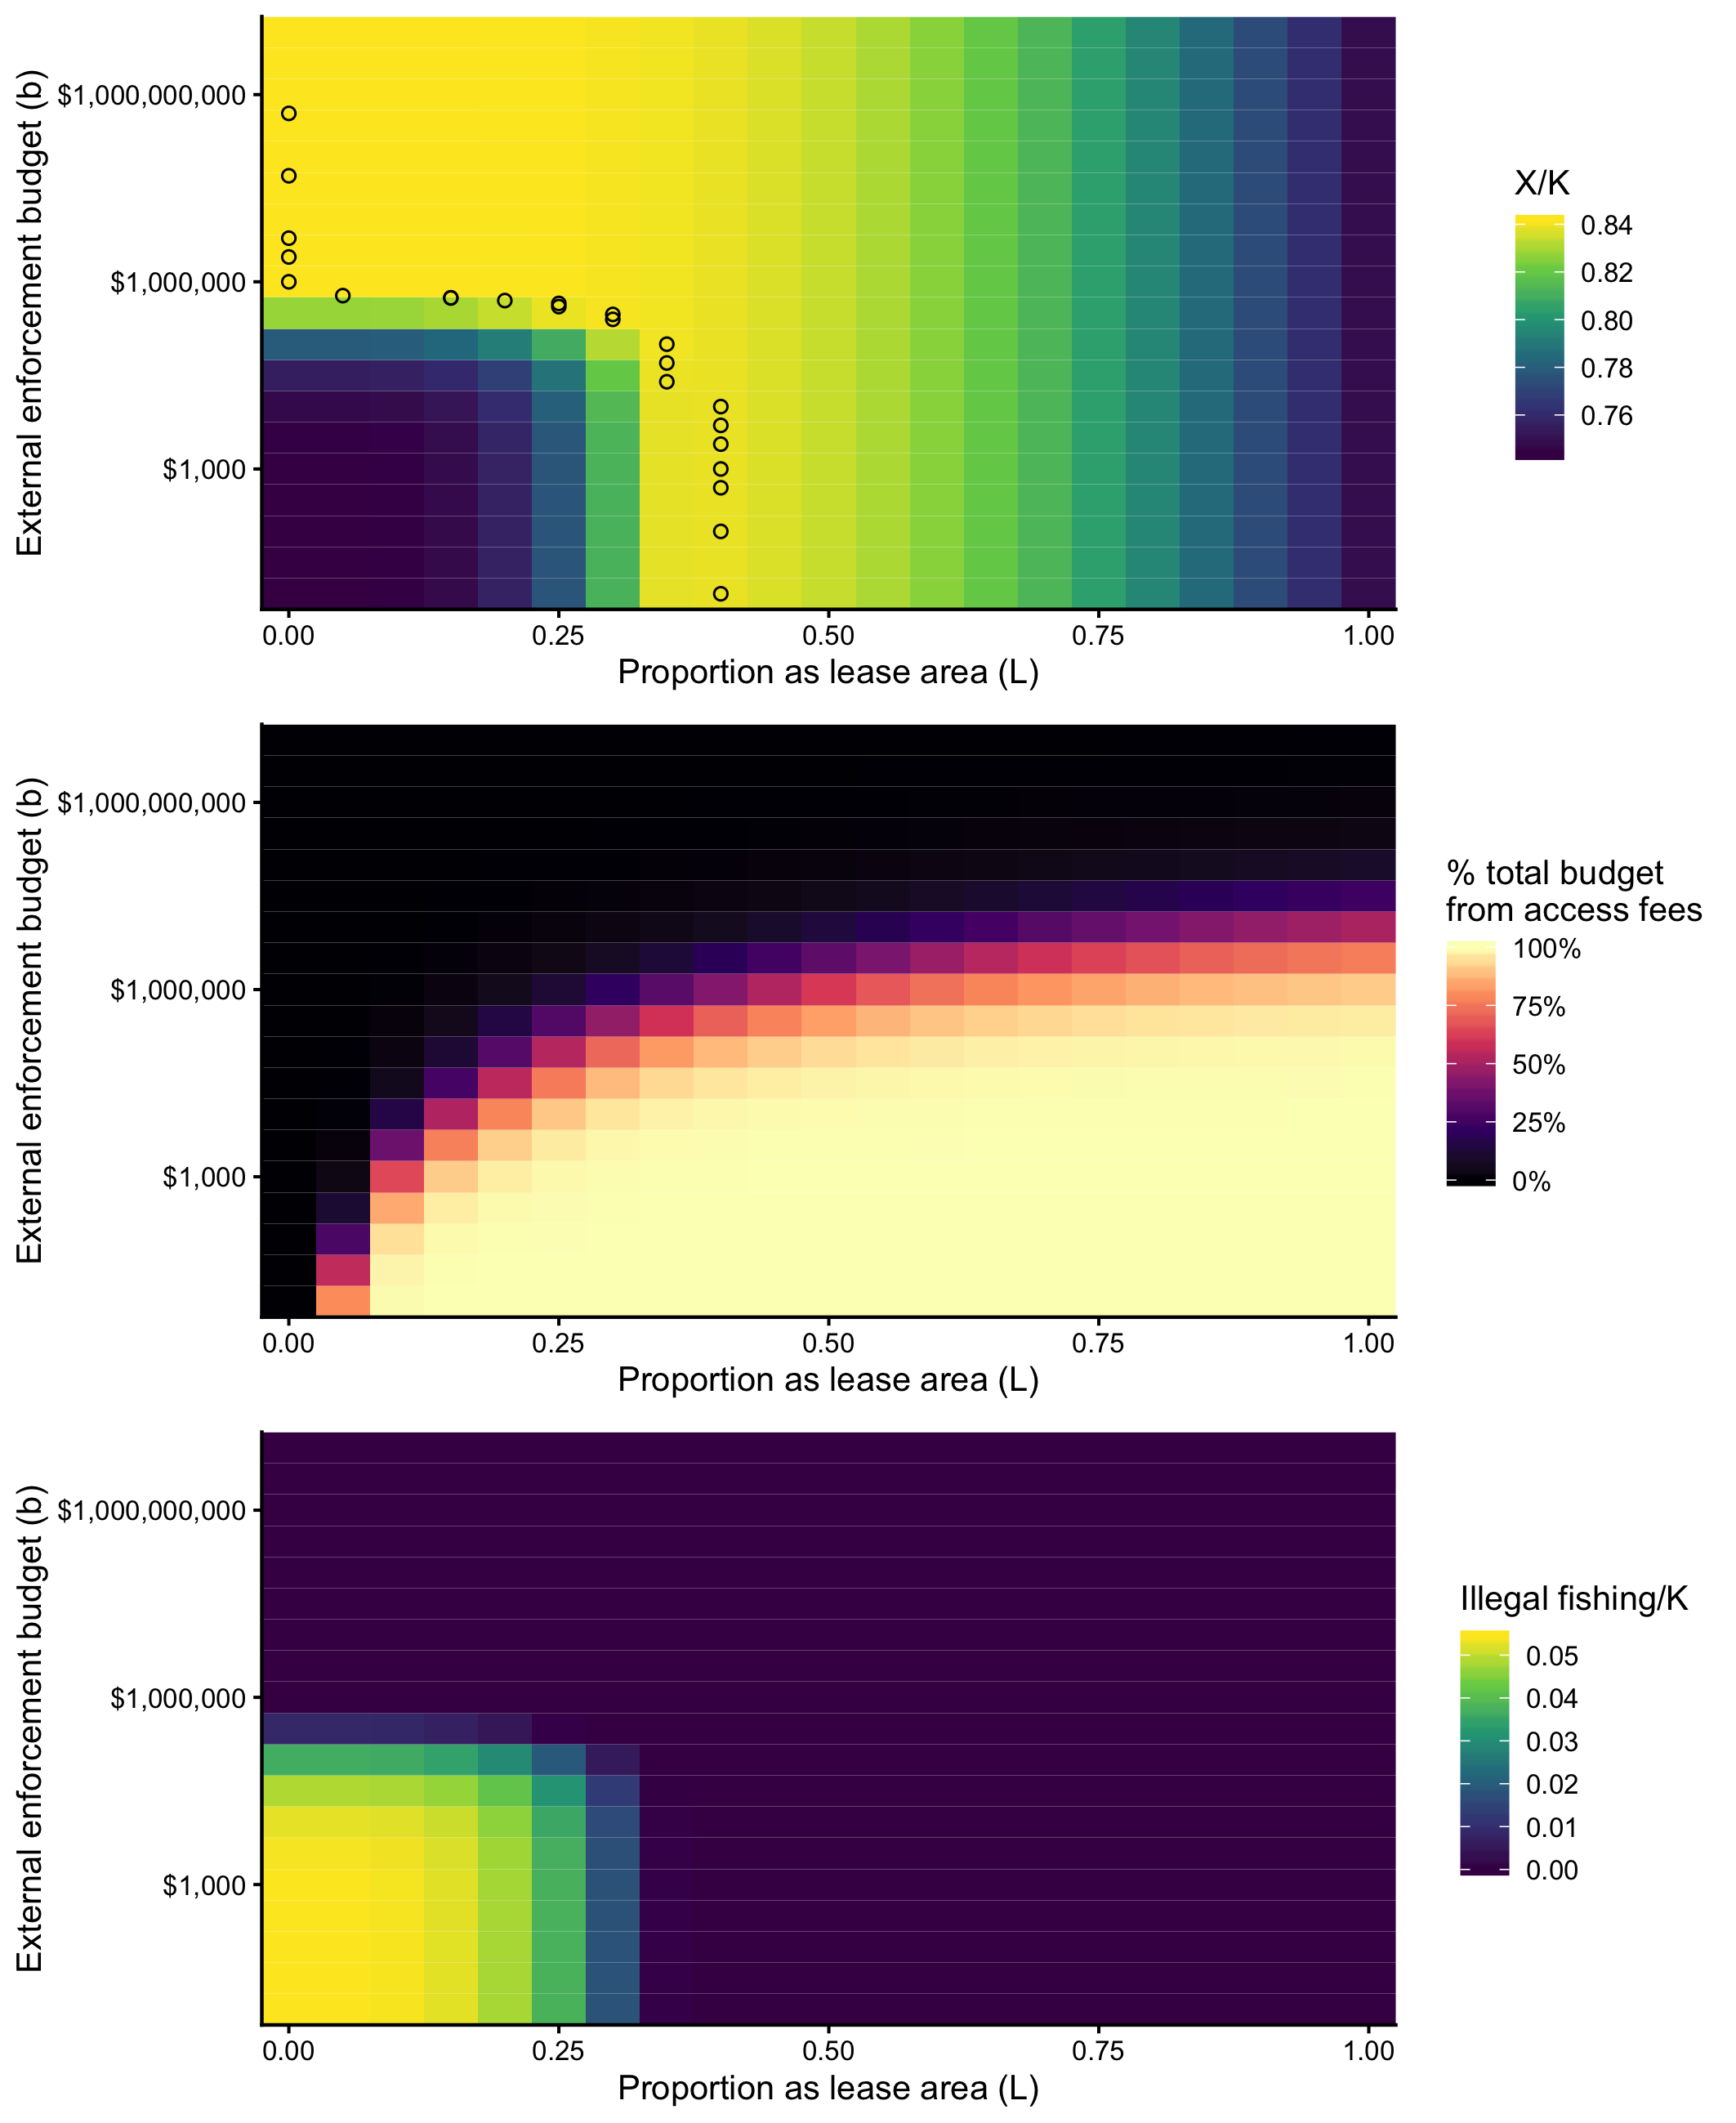 External enforcement budget (b)
$1,000,000,000
$1,000,000
$1,000
0.00 0.25 0.50 0.75 1.00
Proportion as lease area (L)
X/K
0.84
0.82
0.80
0.78
0.76
External enforcement budget (b)
$1,000,000,000
$1,000,000
$1,000
0.00 0.25 0.50 0.75 1.00
Proportion as lease area (L)
% total budget
from access fees
100%
75%
50%
25%
0%
External enforcement budget (b)
$1,000,000,000
$1,000,000
$1,000
0.00 0.25 0.50 0.75 1.00
Proportion as lease area (L)
Illegal fishing/K
0.05
0.04
0.03
0.02
0.01
0.00